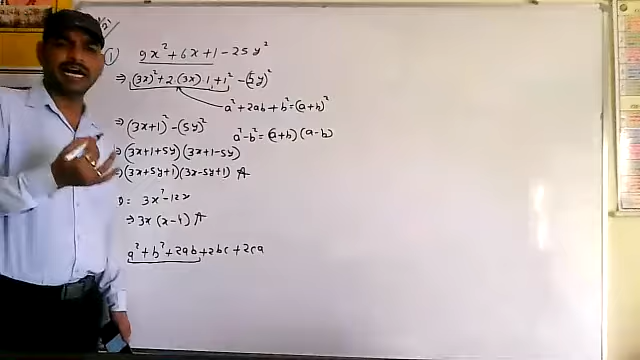 ① 9x² + 6x + 1 - 25y²
⇒ (3x)² + 2·(3x)·1 + 1² - (5y)²
a² + 2ab + b² = (a+b)²
⇒ (3x+1)² - (5y)²
a² - b² = (a+b)(a-b)
⇒ (3x+1+5y)(3x+1-5y)
⇒ (3x+5y+1)(3x-5y+1) A
3x² - 12x
⇒ 3x(x-4) A
a² + b² + 2ab + 2bc + 2ca